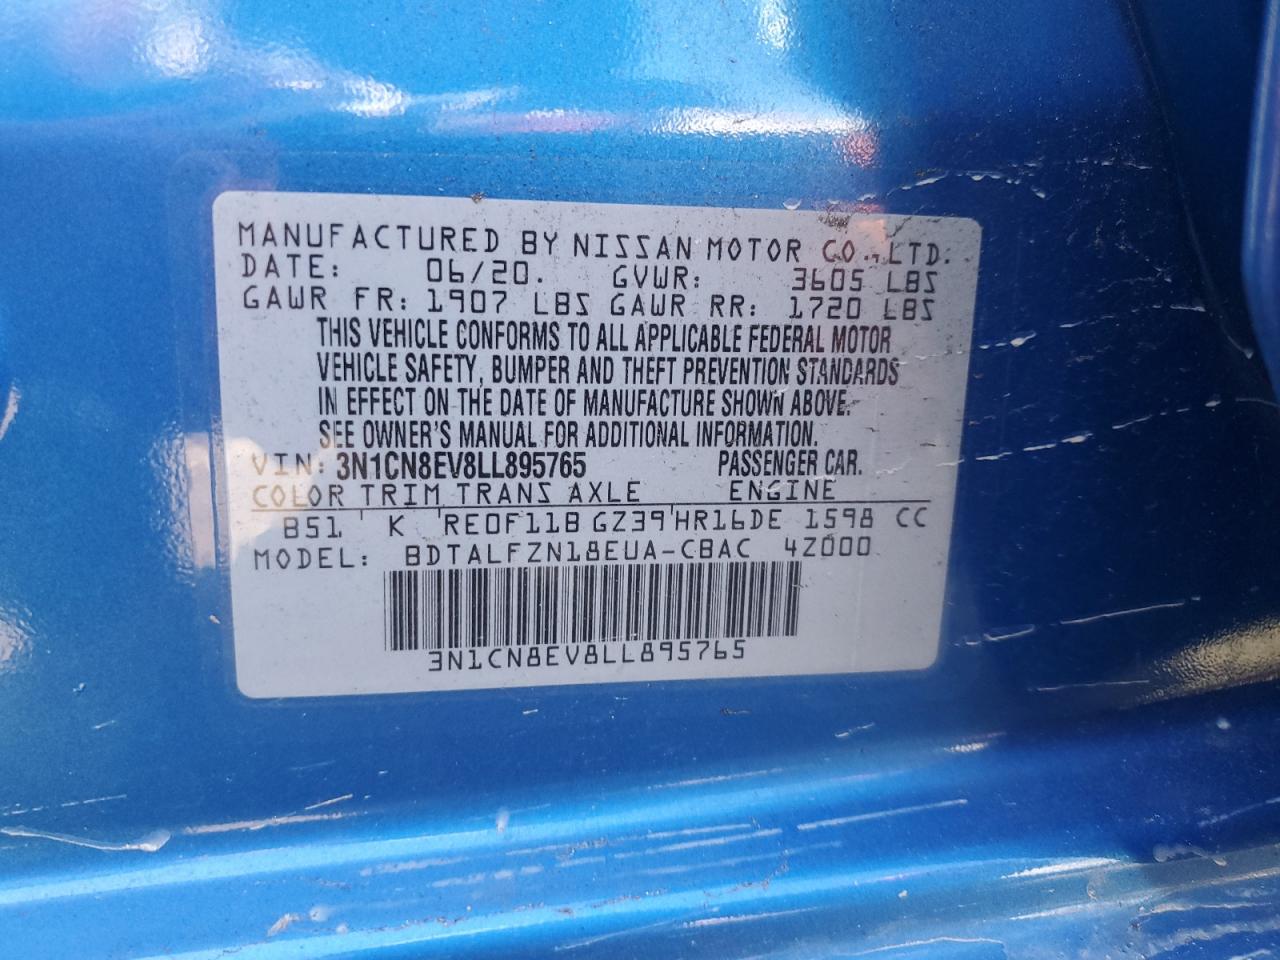 MANUFACTURED BY NISSAN MOTOR CO., LTD.
DATE: 06/20. GVWR: 3605 LBS
GAWR FR: 1907 LBS GAWR RR: 1720 LBS
THIS VEHICLE CONFORMS TO ALL APPLICABLE FEDERAL MOTOR
VEHICLE SAFETY, BUMPER AND THEFT PREVENTION STANDARDS
IN EFFECT ON THE DATE OF MANUFACTURE SHOWN ABOVE.
SEE OWNER'S MANUAL FOR ADDITIONAL INFORMATION.
VIN: 3N1CN8EV8LL895765 PASSENGER CAR.
COLOR TRIM TRANS AXLE ENGINE
B51 K RE0F11B GZ39 HR16DE 1598 CC
MODEL: BDTALFZN18EUA-CBAC 4Z000
3N1CN8EV8LL895765